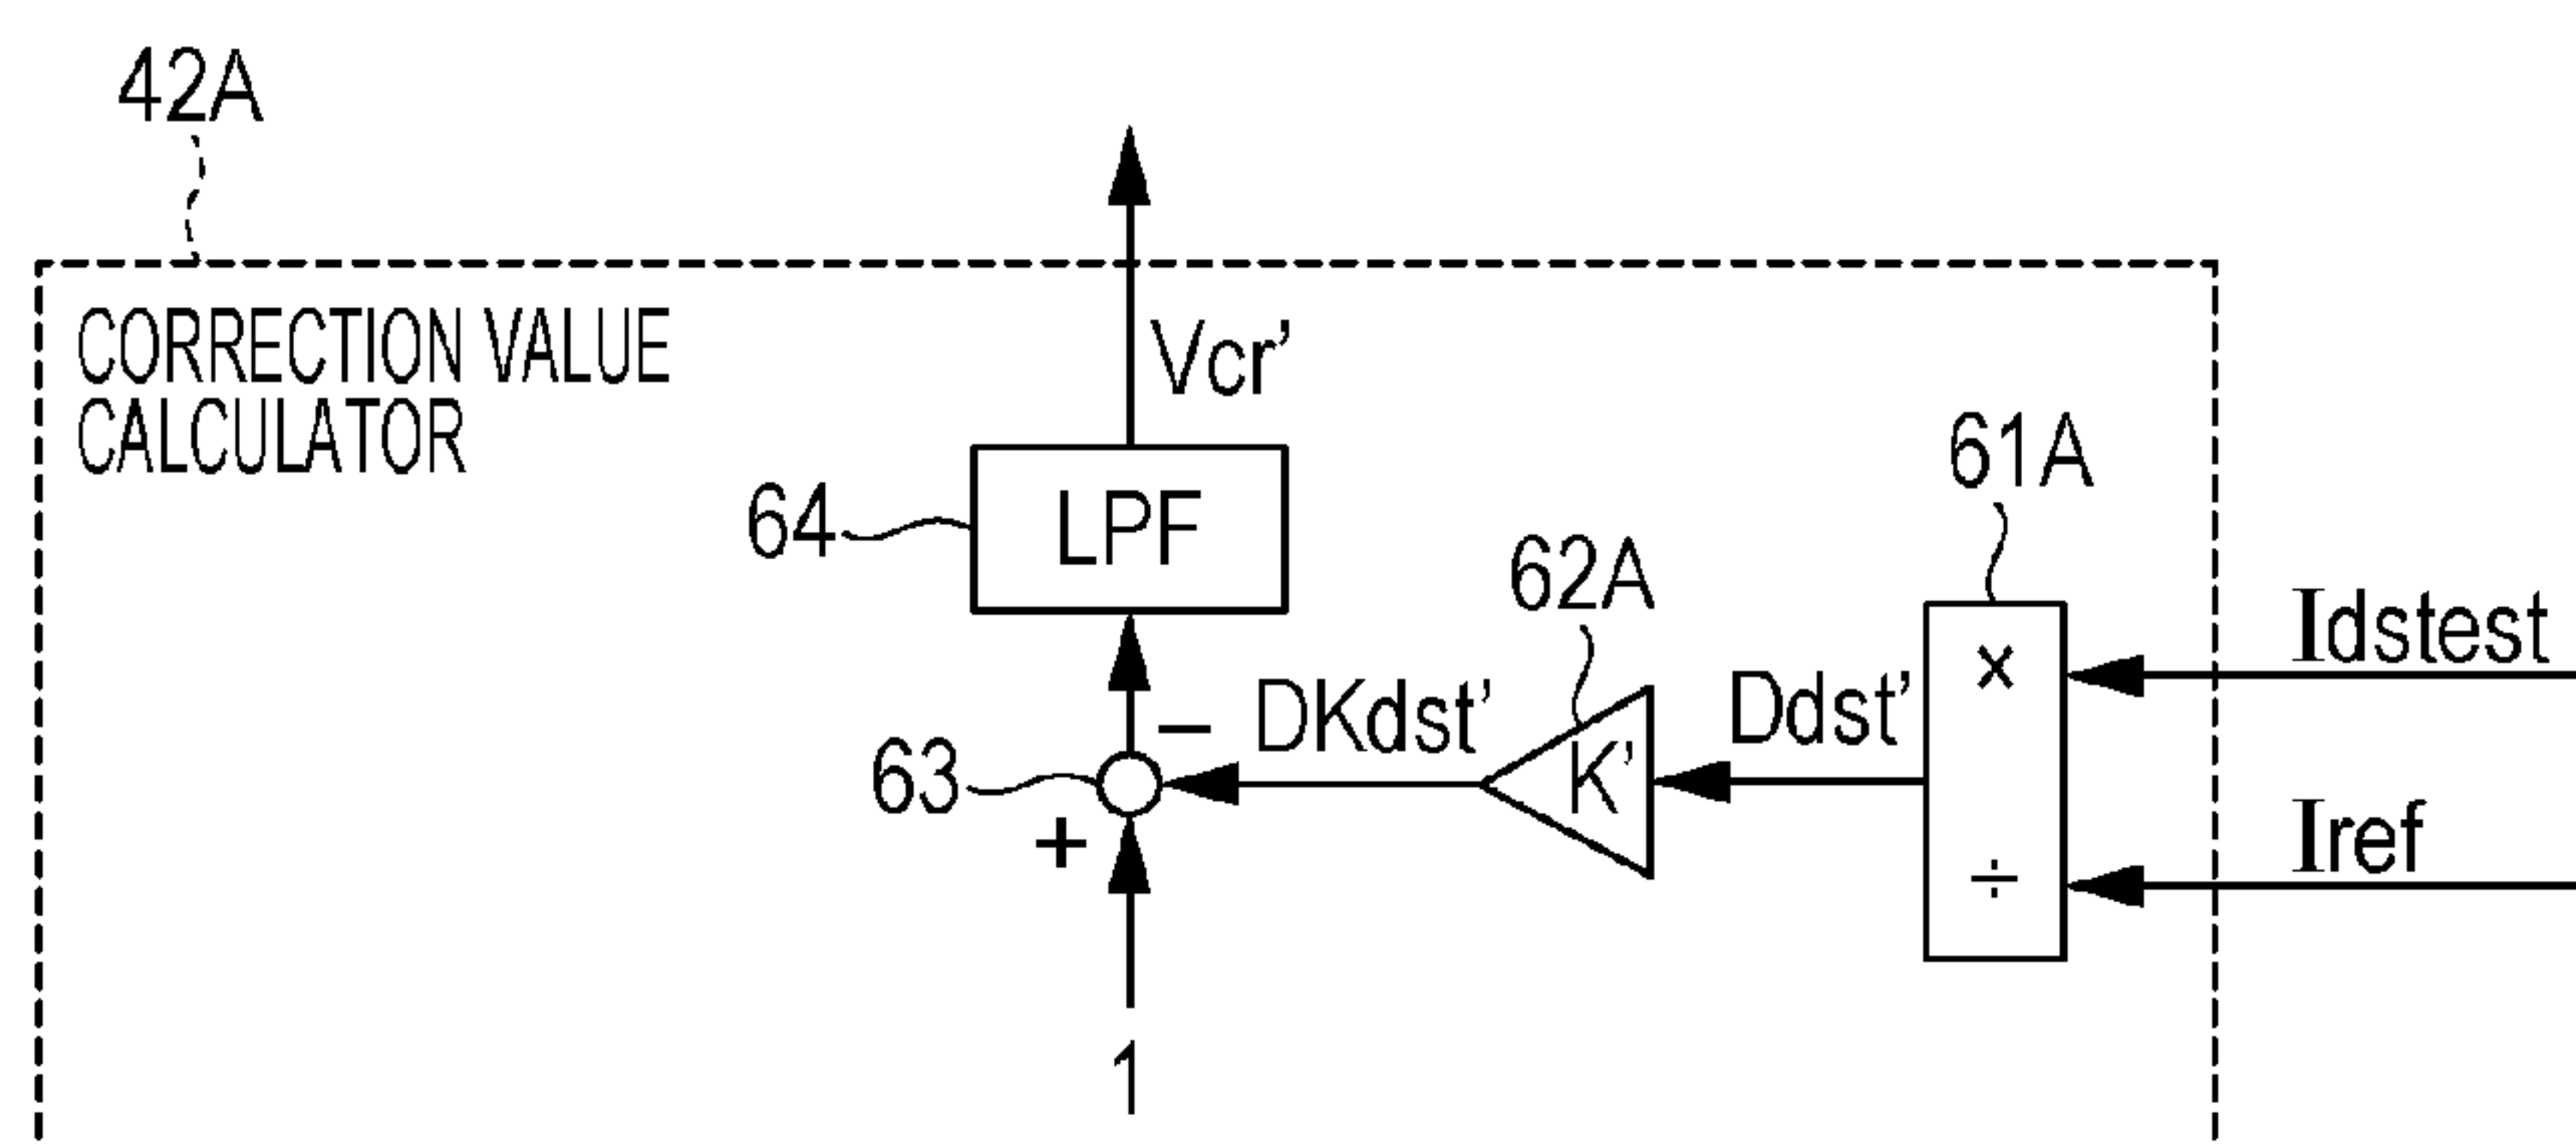 42A
CORRECTION VALUE
CALCULATOR
Vcr’
61A
64
LPF
62A
Idstest
DKdst’
Ddst’
×
63
−
K’
Iref
+
÷
1